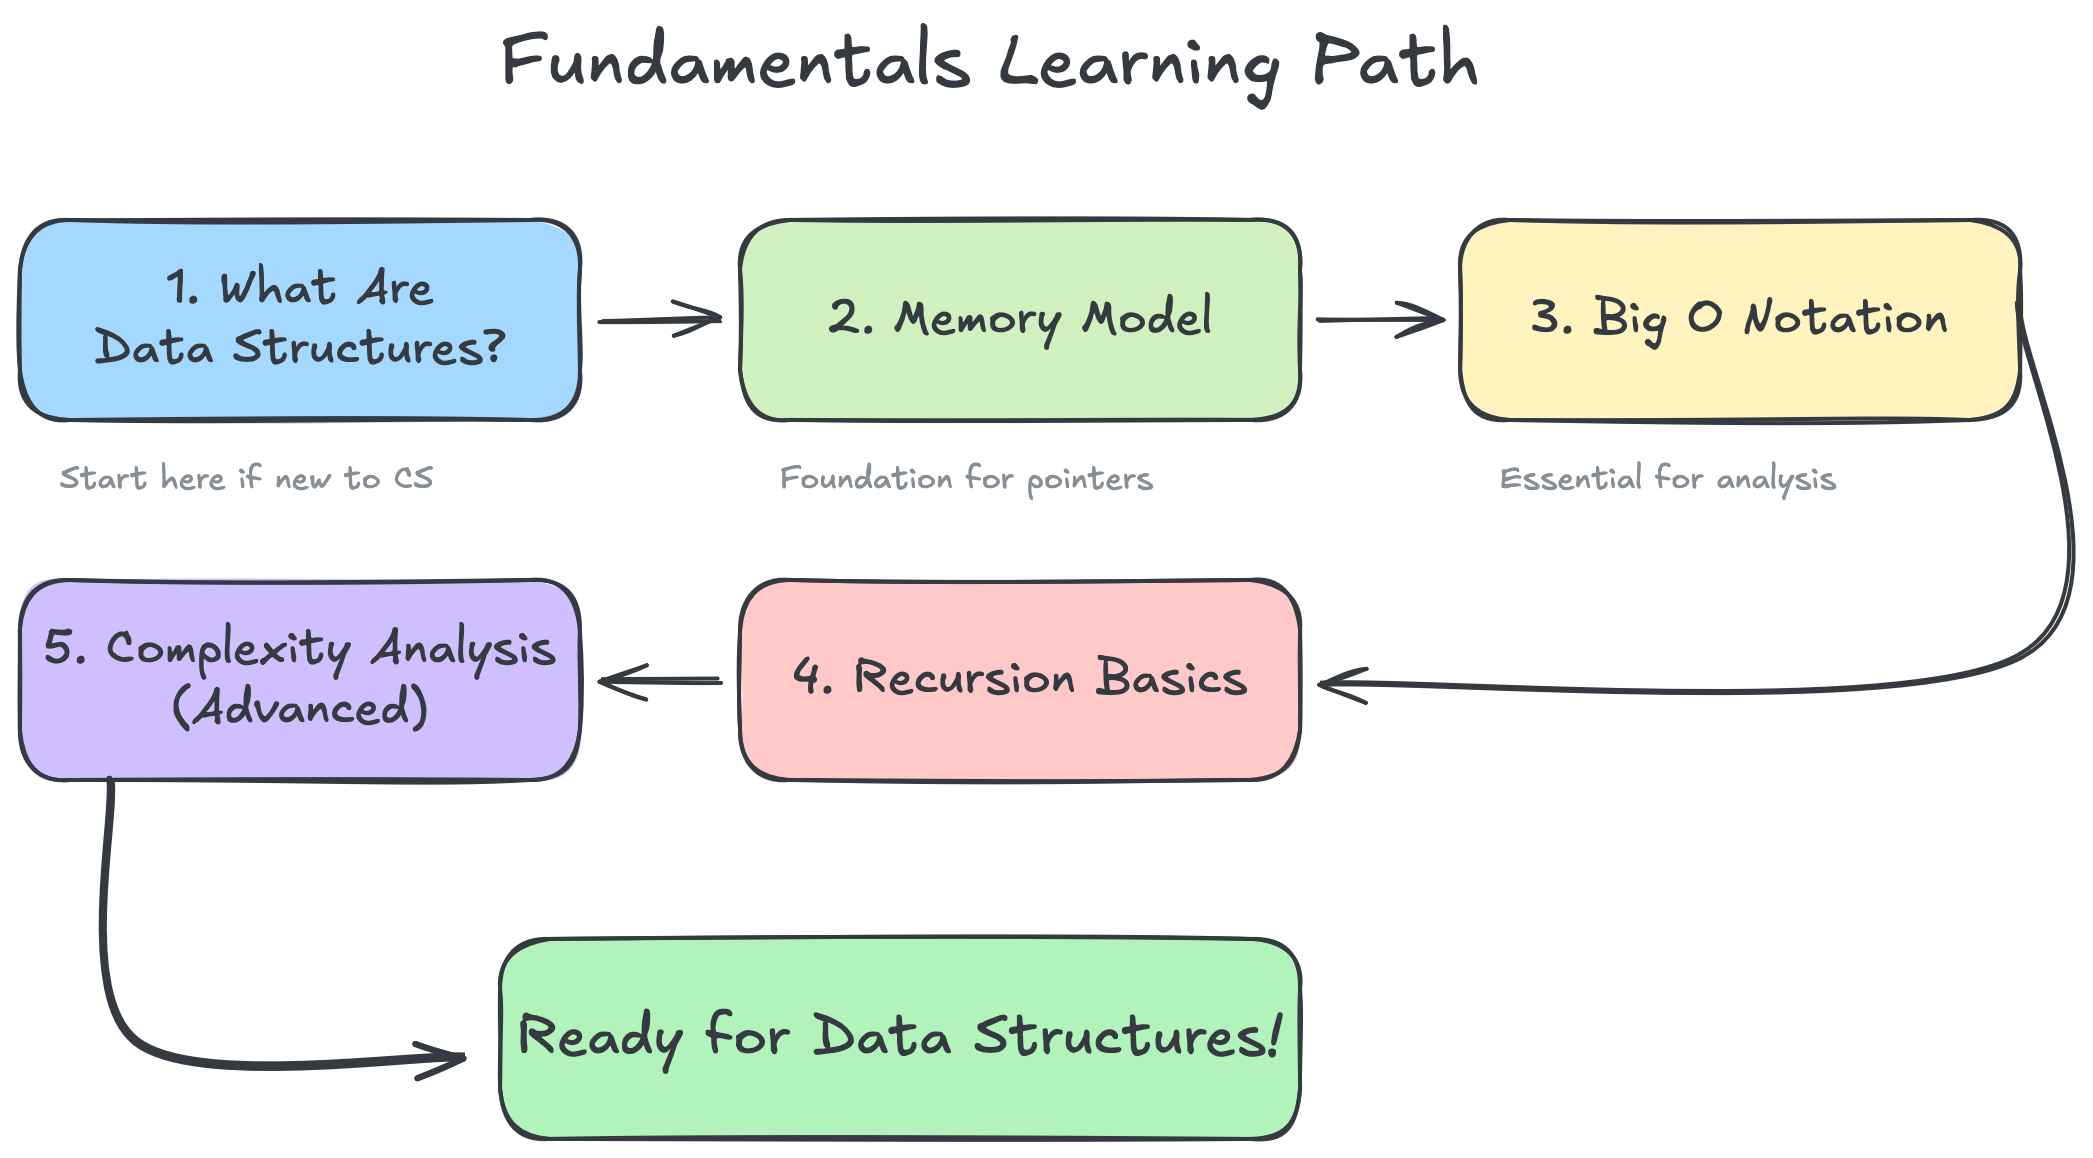 Fundamentals Learning Path
1. What Are
Data Structures?
2. Memory Model
3. Big O Notation
Start here if new to CS
Foundation for pointers
Essential for analysis
5. Complexity Analysis
(Advanced)
4. Recursion Basics
Ready for Data Structures!